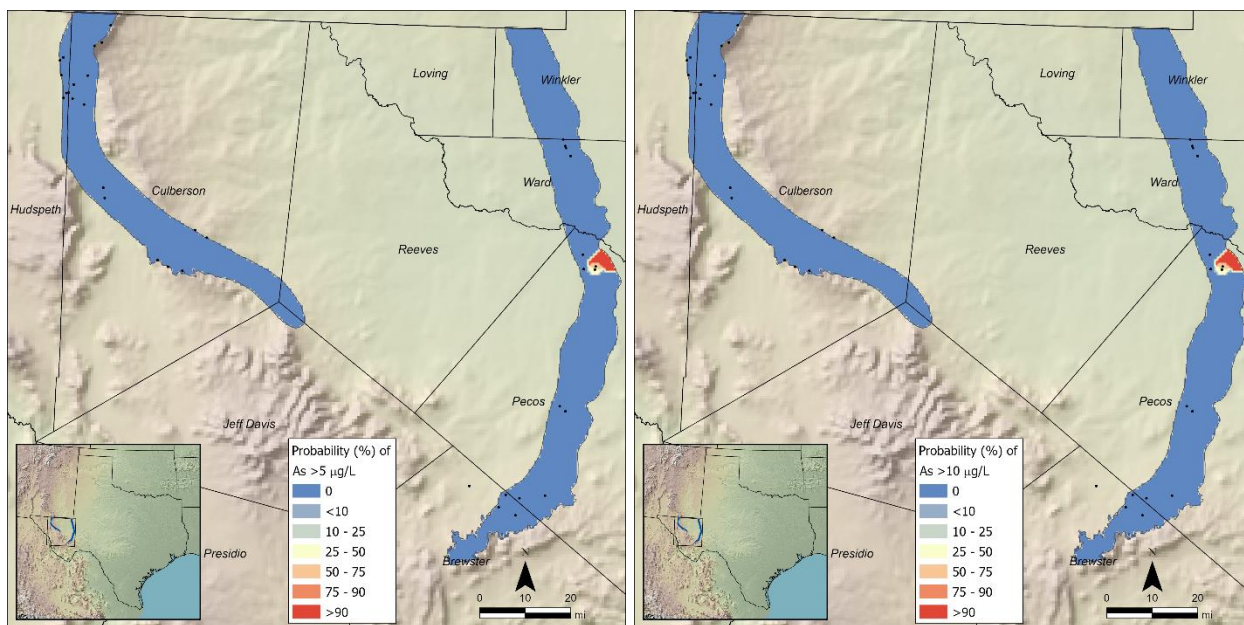 Loving
Winkler
Culberson
Ward
Hudspeth
Reeves
Pecos
Jeff Davis
Probability (%) of
As >5 µg/L
0
<10
10 - 25
25 - 50
50 - 75
75 - 90
>90
Presidio
Brewster
N
0 10 20
mi
Loving
Winkler
Culberson
Ward
Hudspeth
Reeves
Pecos
Jeff Davis
Probability (%) of
As >10 µg/L
0
<10
10 - 25
25 - 50
50 - 75
75 - 90
>90
Presidio
Brewster
N
0 10 20
mi